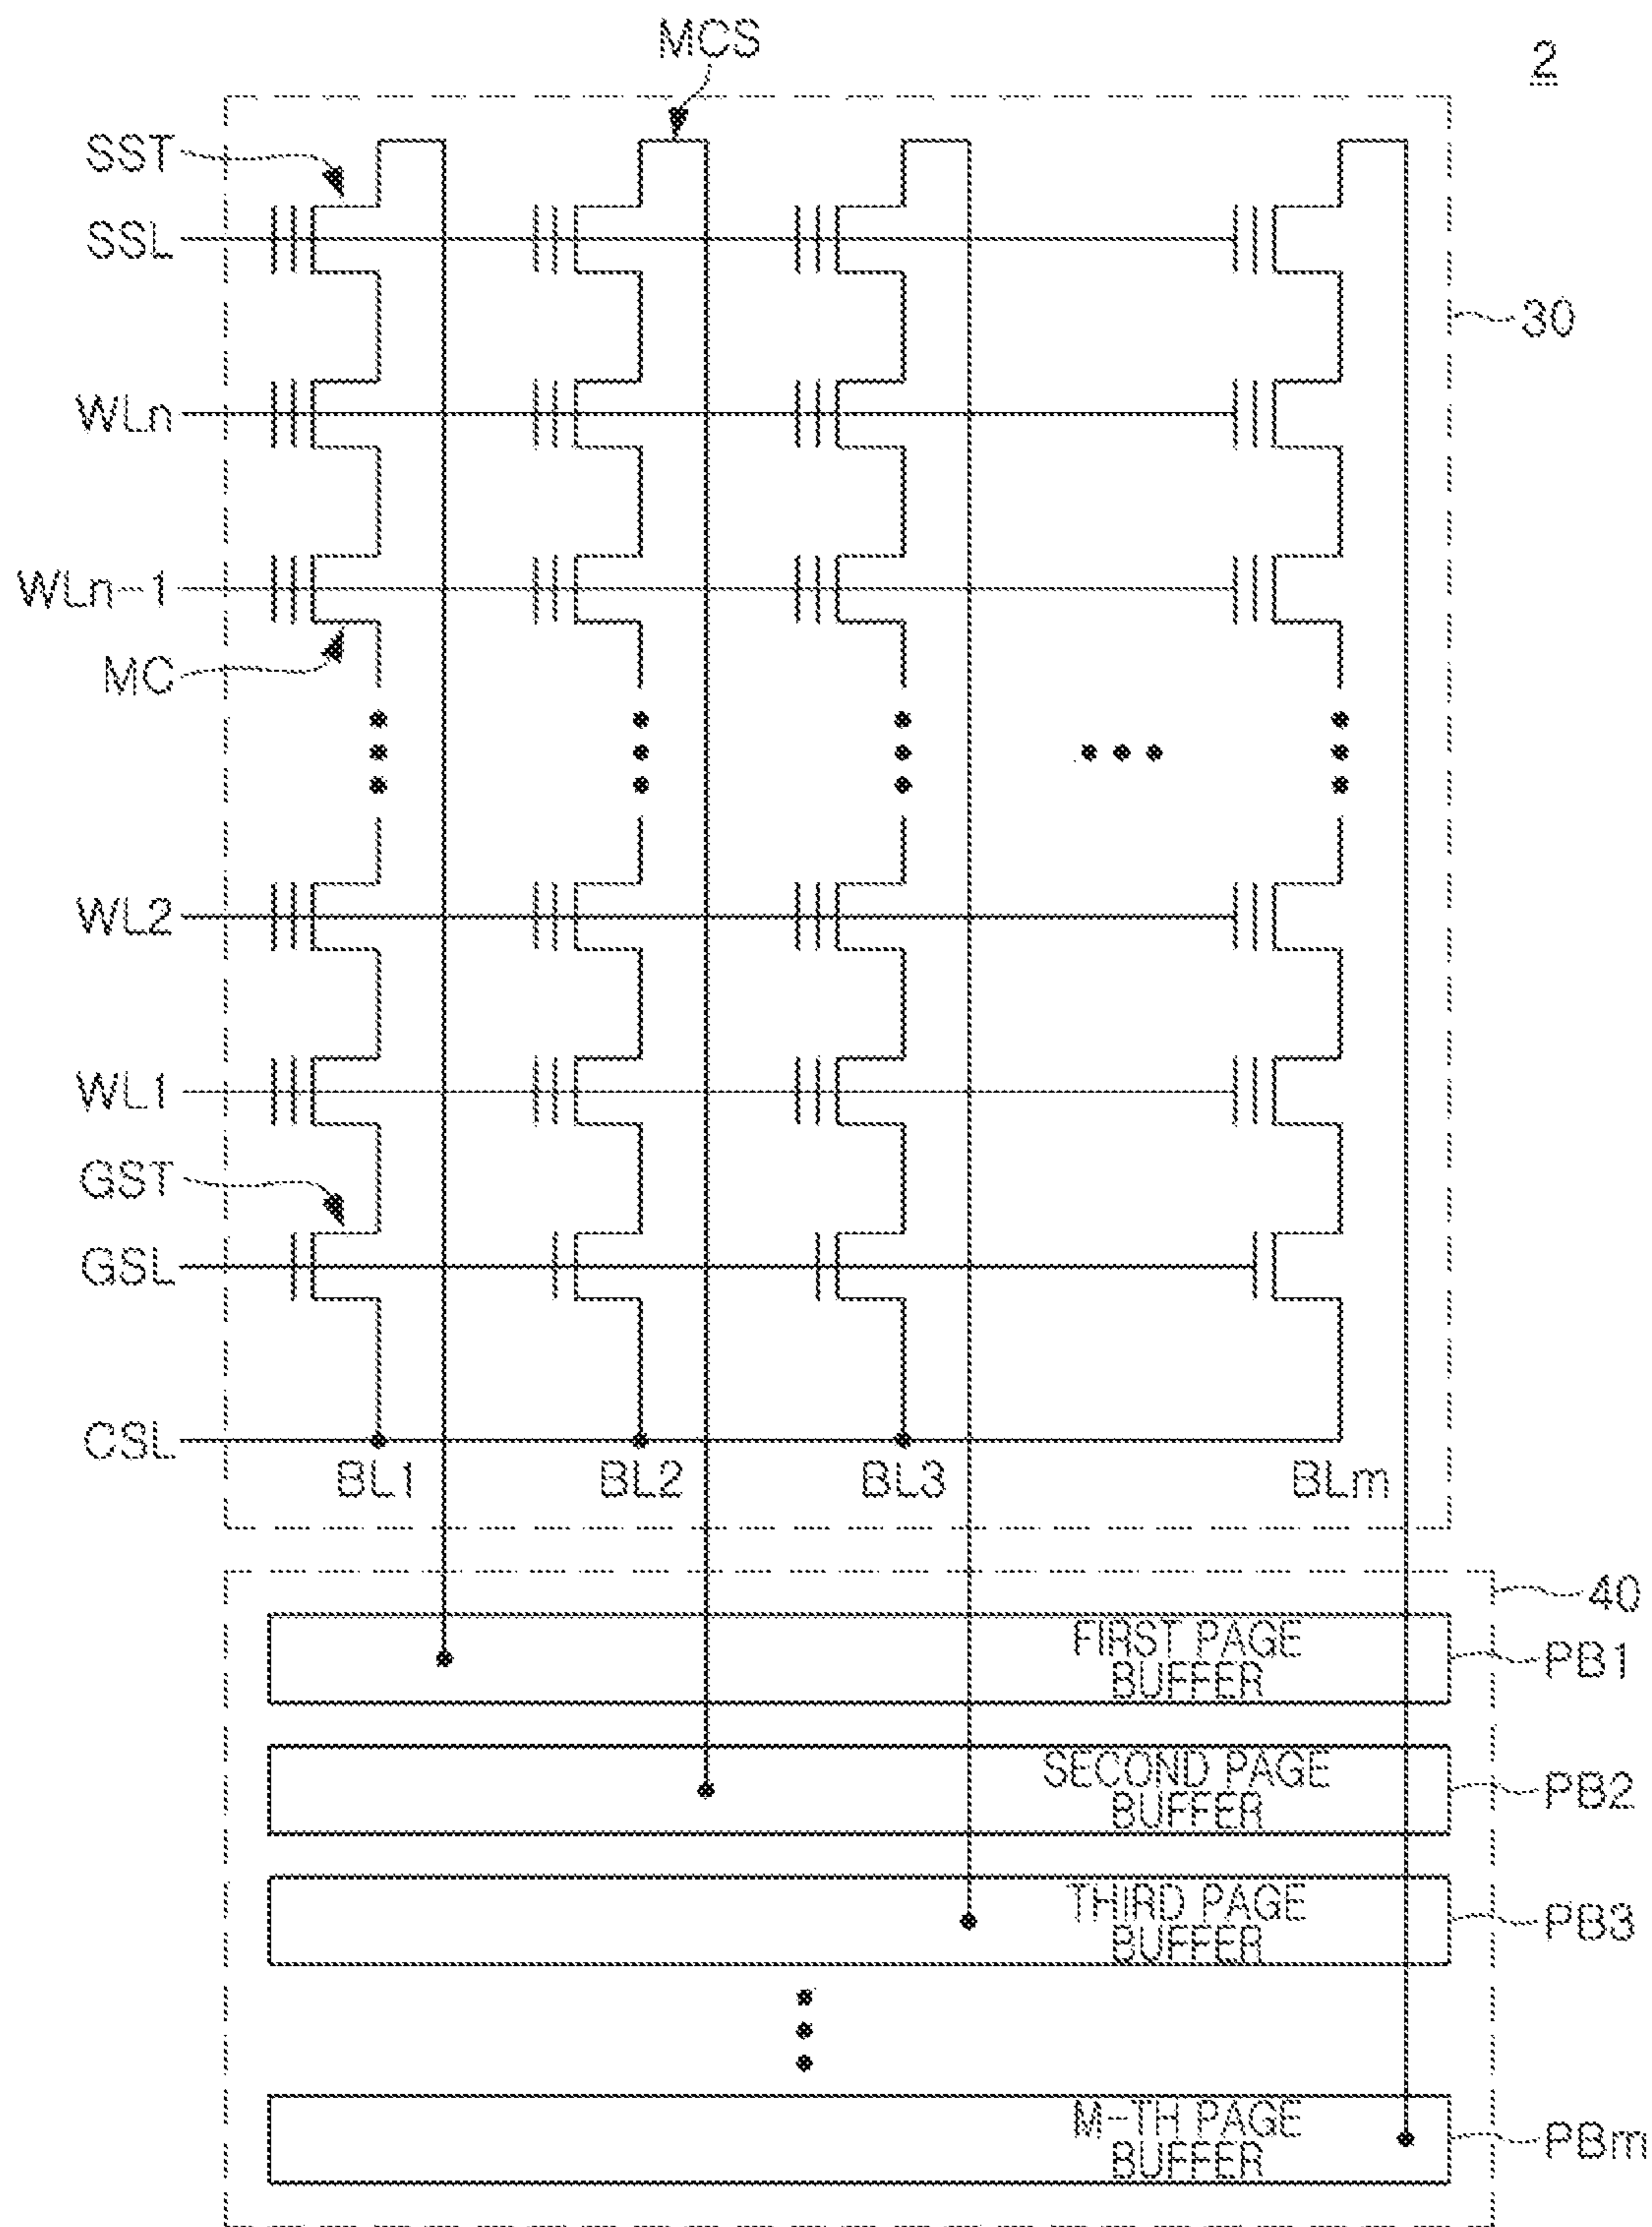 MCS
2
SST
SSL
30
WLn
WLn-1
MC
WL2
WL1
GST
GSL
CSL
BL1 BL2 BL3 BLm
40
FIRST PAGE
BUFFER
PB1
SECOND PAGE
BUFFER
PB2
THIRD PAGE
BUFFER
PB3
M-TH PAGE
BUFFER
PBm